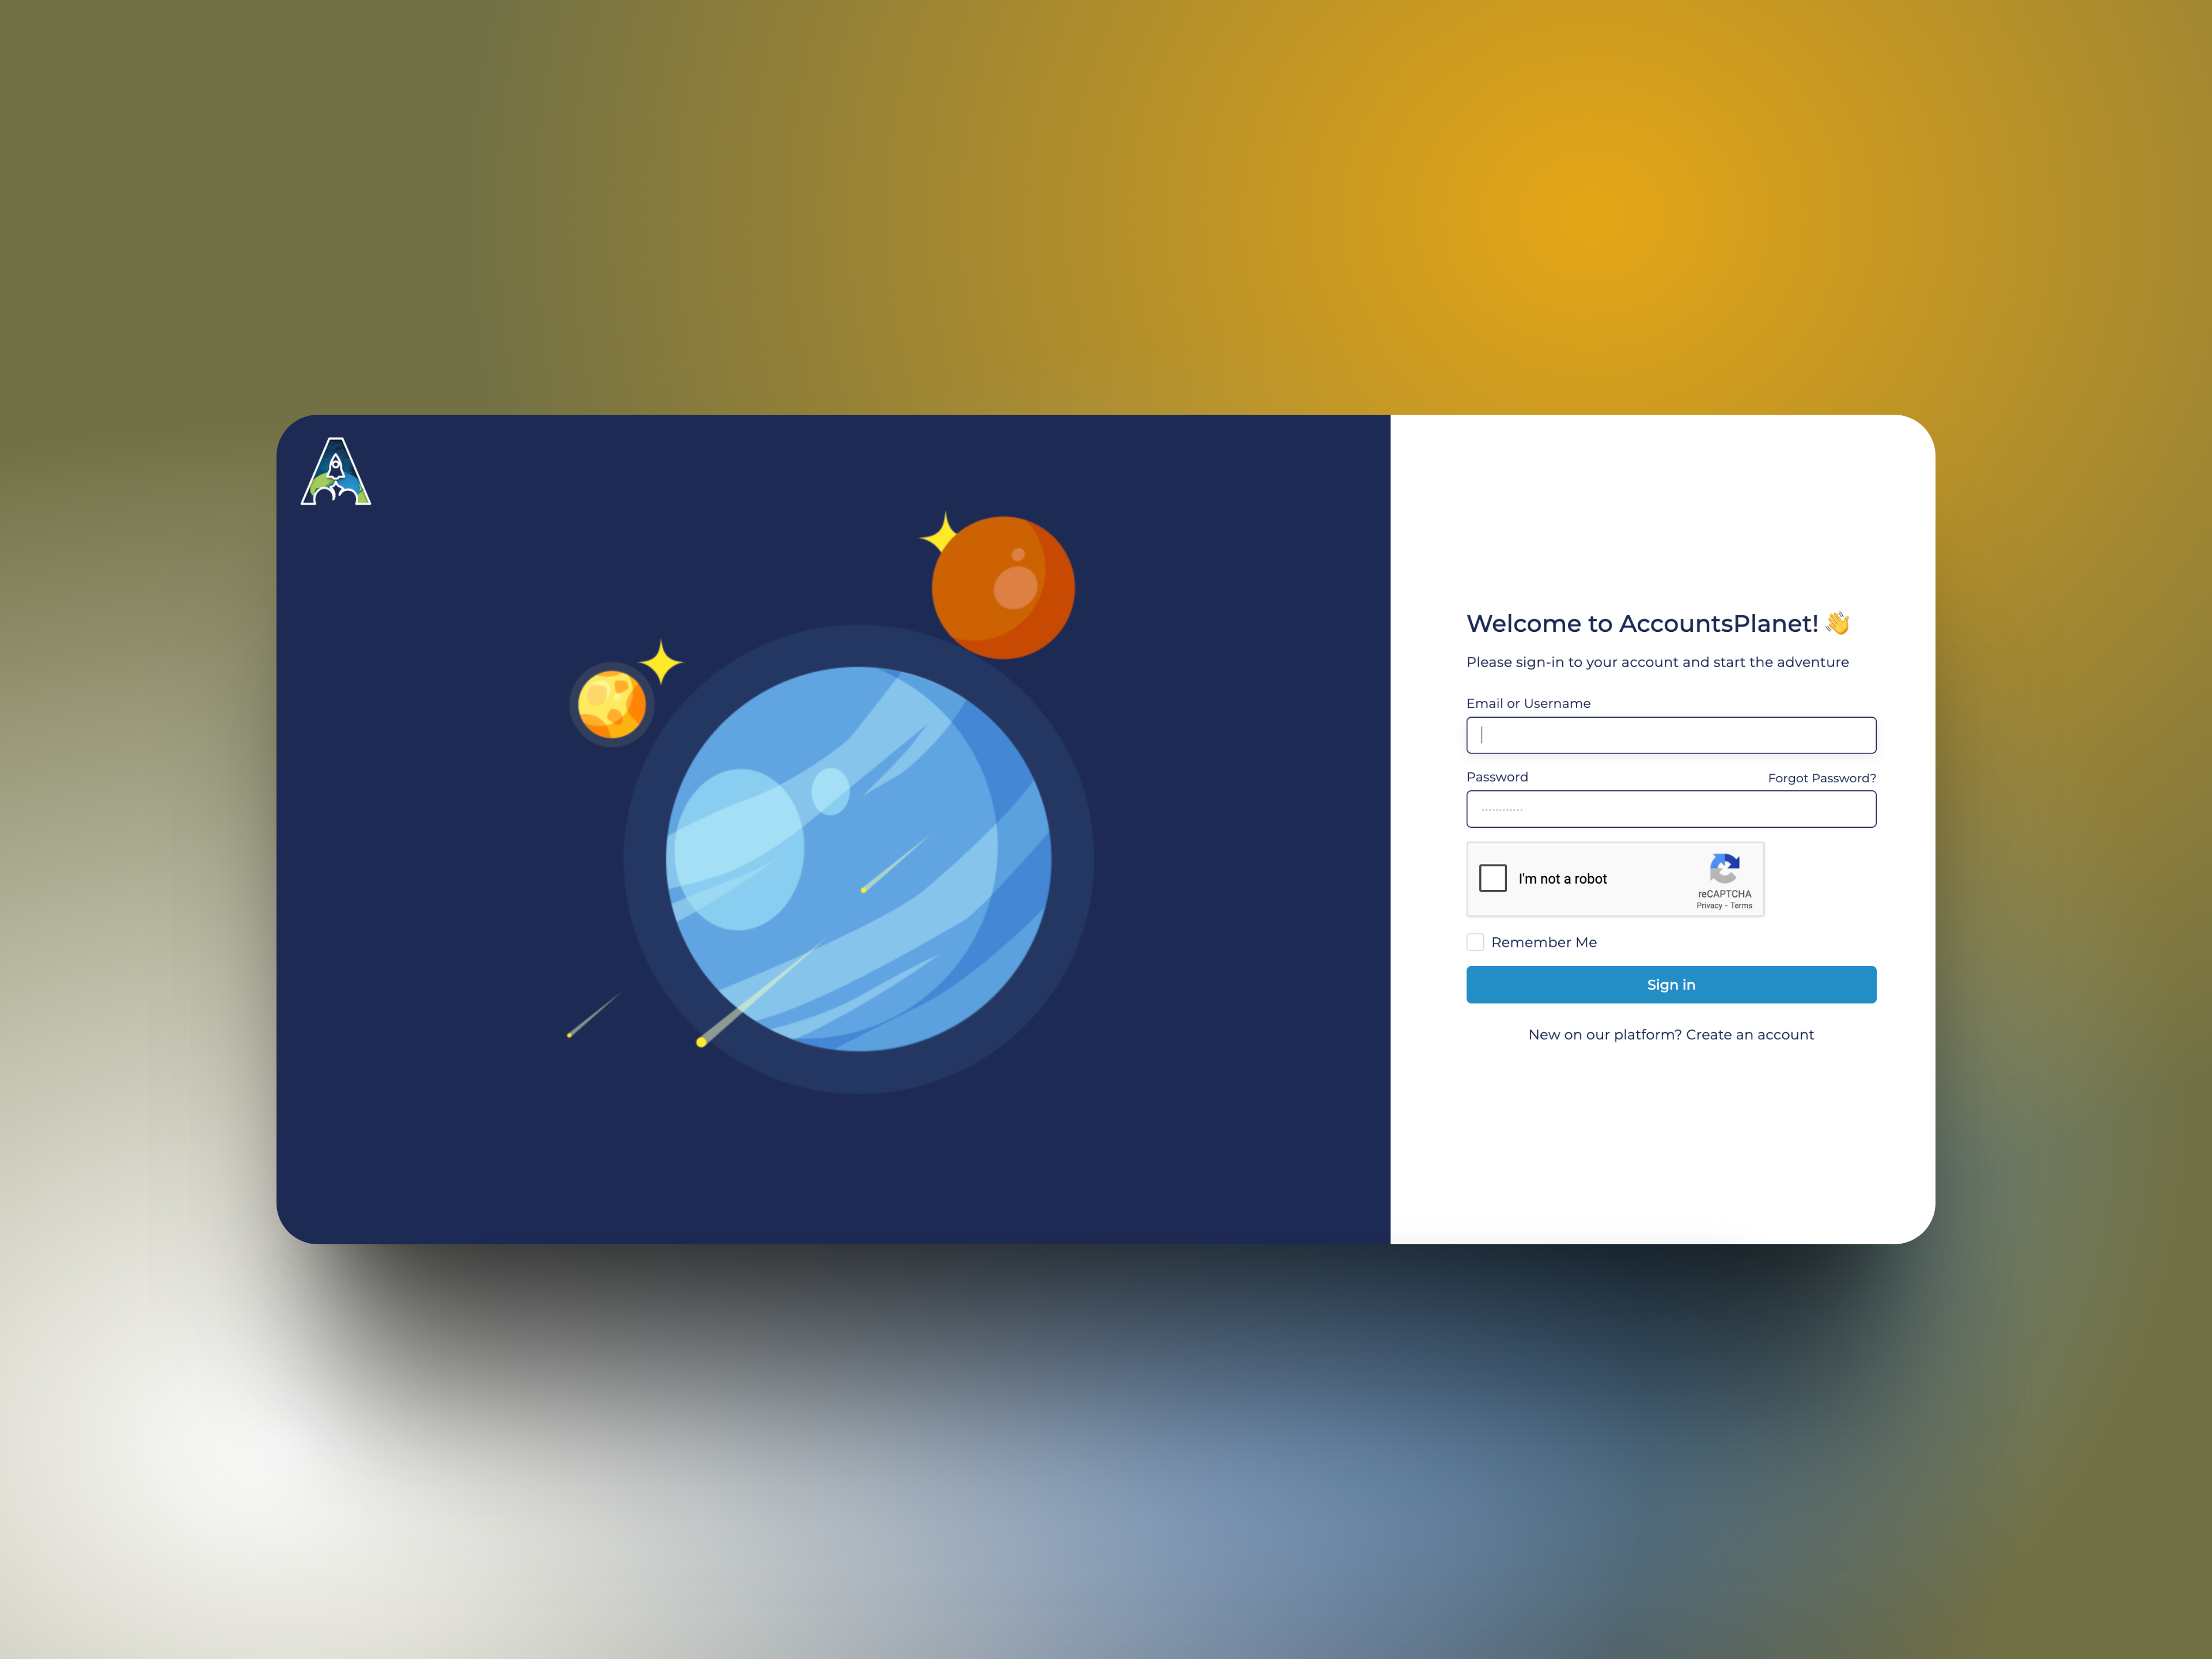 Welcome to AccountsPlanet! 👋
Please sign-in to your account and start the adventure
Email or Username
Password
Forgot Password?
············
I'm not a robot
reCAPTCHA
Privacy - Terms
Remember Me
Sign in
New on our platform? Create an account